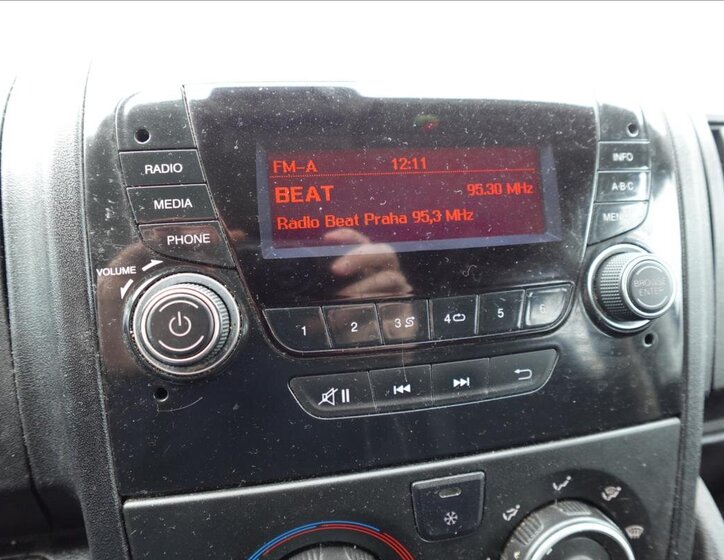 RADIO
MEDIA
PHONE
VOLUME
FM-A 12:11
BEAT 95.30 MHz
Radio Beat Praha 95,3 MHz
INFO
A·B·C
BROWSE
ENTER
1 2 3 4 5 6